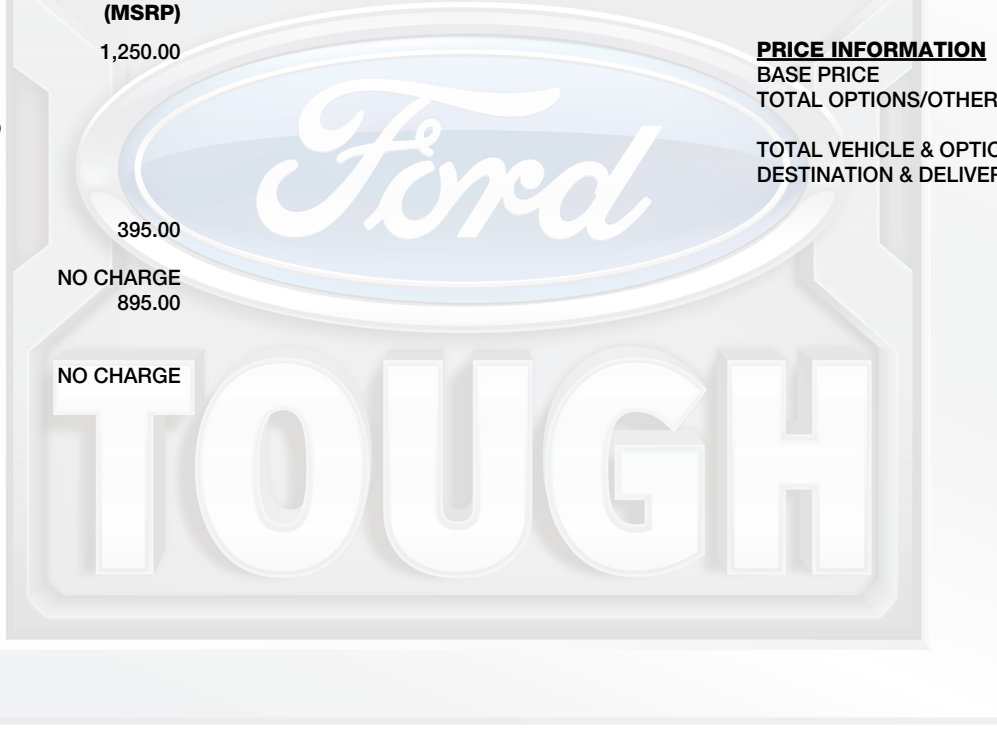 (MSRP)
1,250.00
395.00
NO CHARGE
895.00
NO CHARGE
PRICE INFORMATION
BASE PRICE
TOTAL OPTIONS/OTHER
TOTAL VEHICLE & OPTIO
DESTINATION & DELIVER
Ford
TOUGH